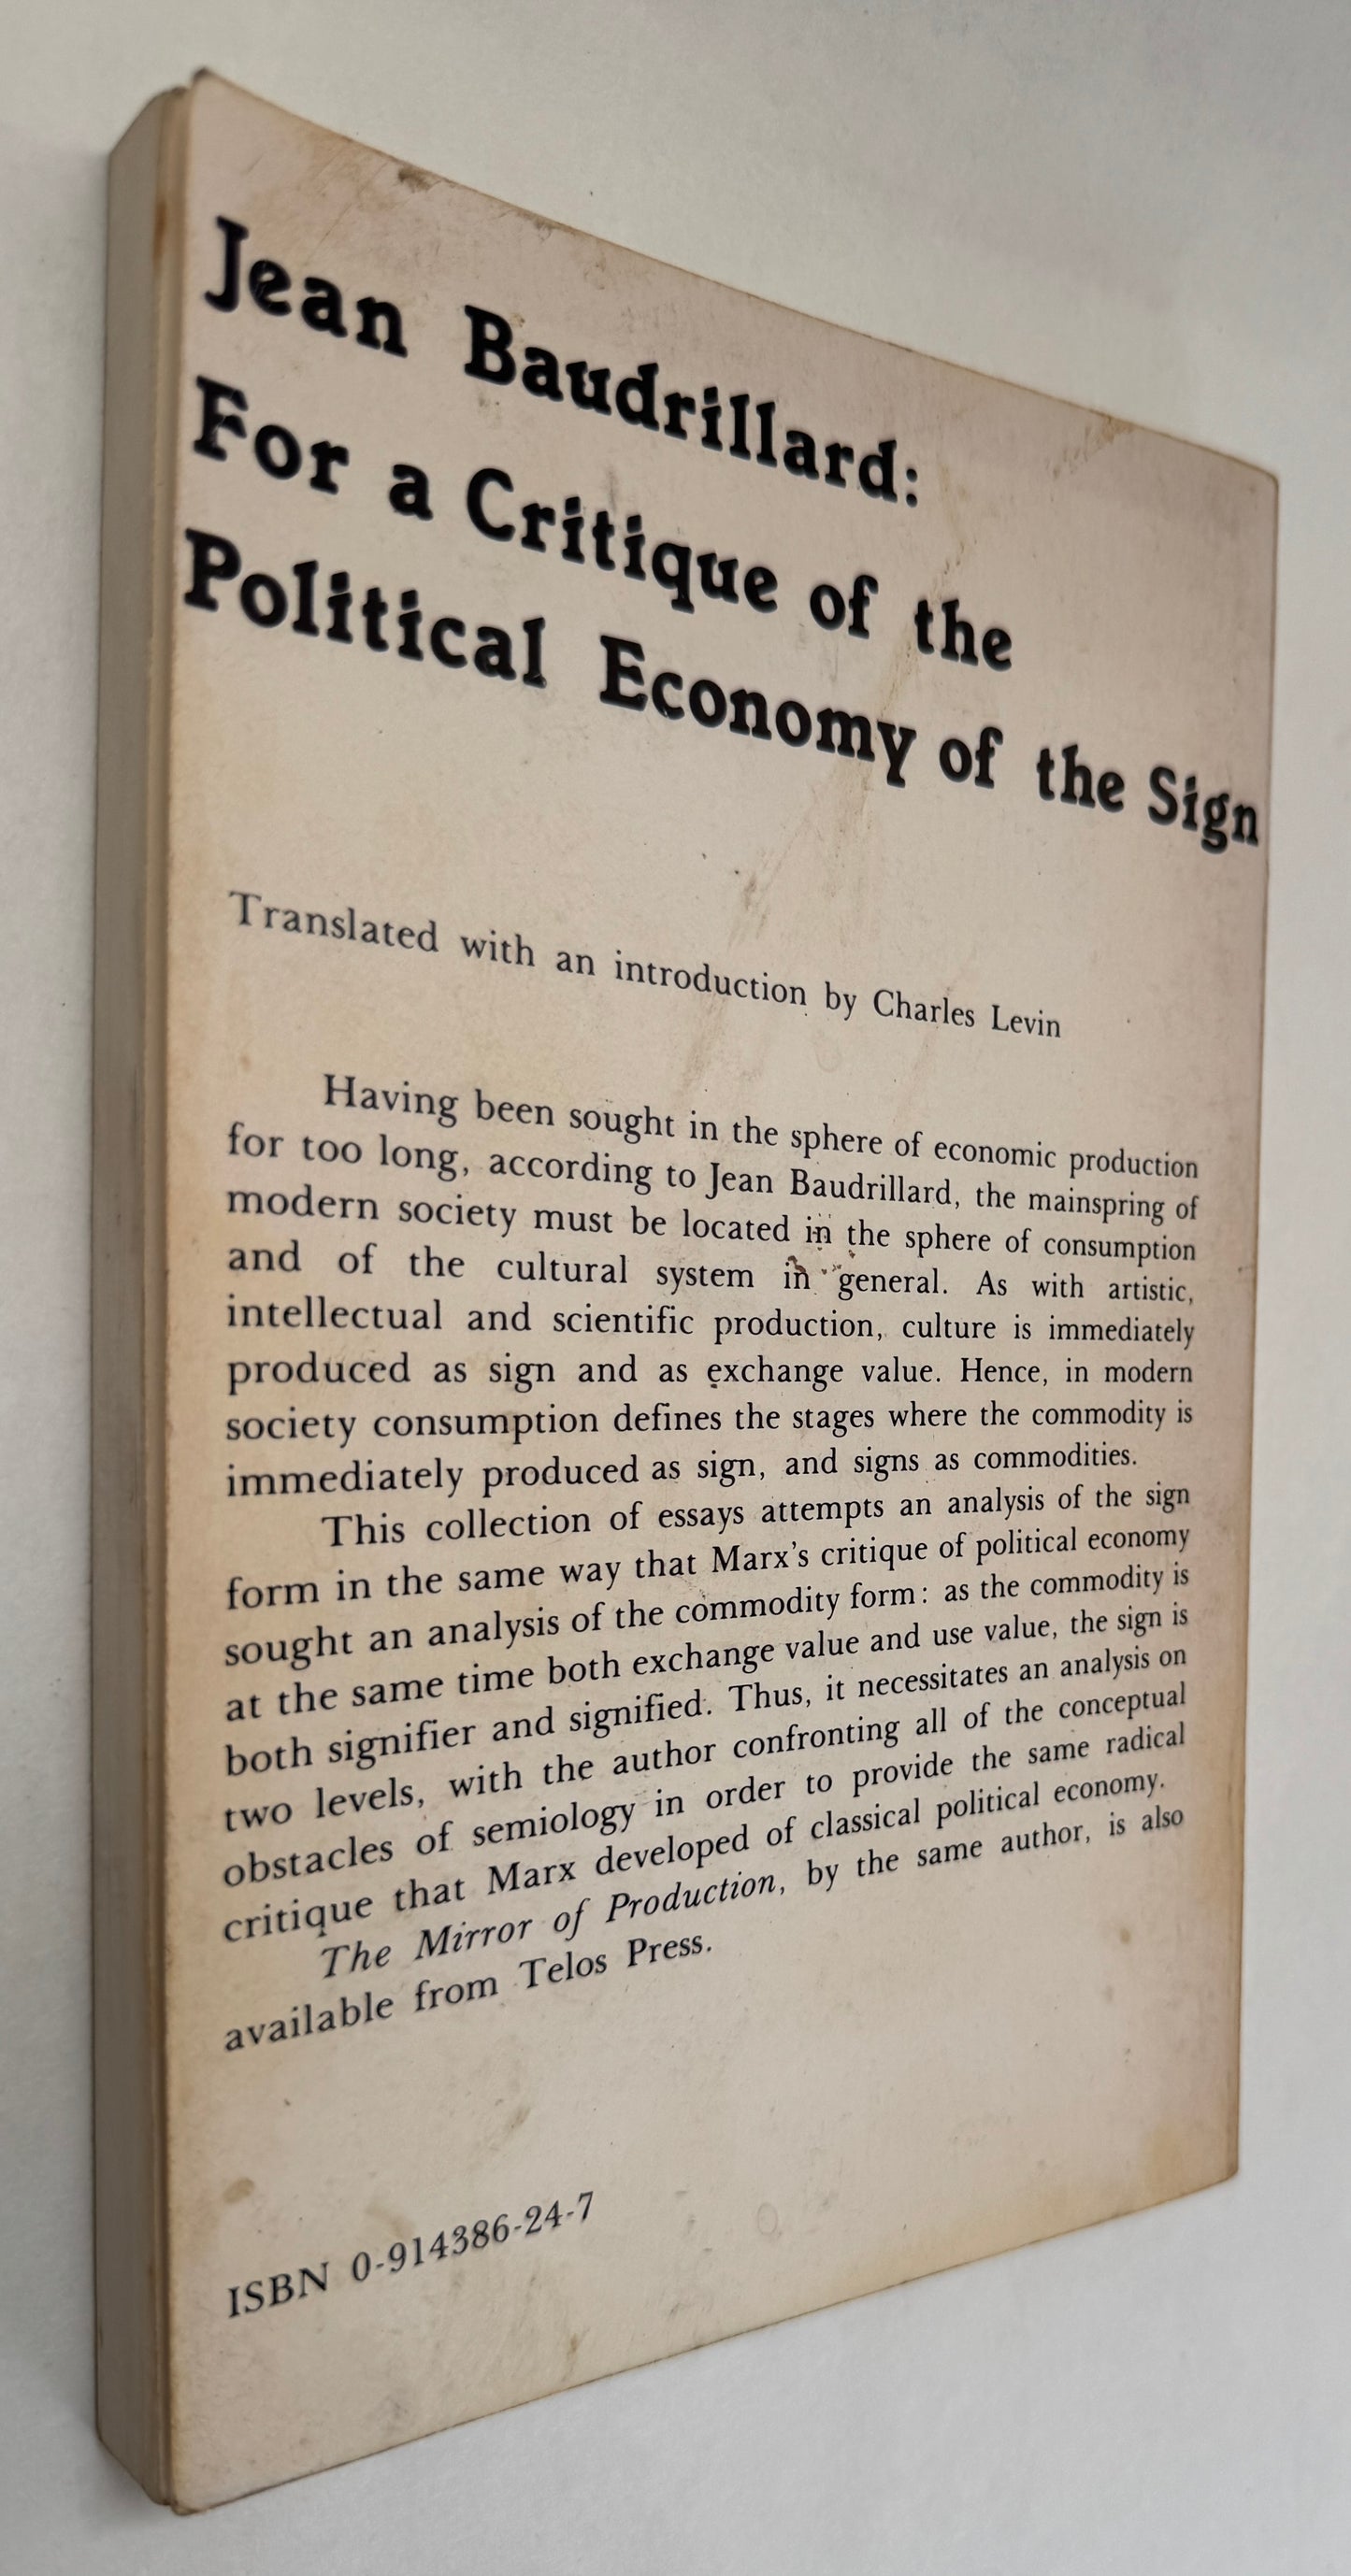 Jean Baudrillard:
For a Critique of the
Political Economy of the Sign
Translated with an introduction by Charles Levin
Having been sought in the sphere of economic production
for too long, according to Jean Baudrillard, the mainspring of
modern society must be located in the sphere of consumption
and of the cultural system in general. As with artistic,
intellectual and scientific production, culture is immediately
produced as sign and as exchange value. Hence, in modern
society consumption defines the stages where the commodity is
immediately produced as sign, and signs as commodities.
This collection of essays attempts an analysis of the sign
form in the same way that Marx's critique of political economy
sought an analysis of the commodity form: as the commodity is
at the same time both exchange value and use value, the sign is
both signifier and signified. Thus, it necessitates an analysis on
two levels, with the author confronting all of the conceptual
obstacles of semiology in order to provide the same radical
critique that Marx developed of classical political economy.
The Mirror of Production, by the same author, is also
available from Telos Press.
ISBN 0-914386-24-7